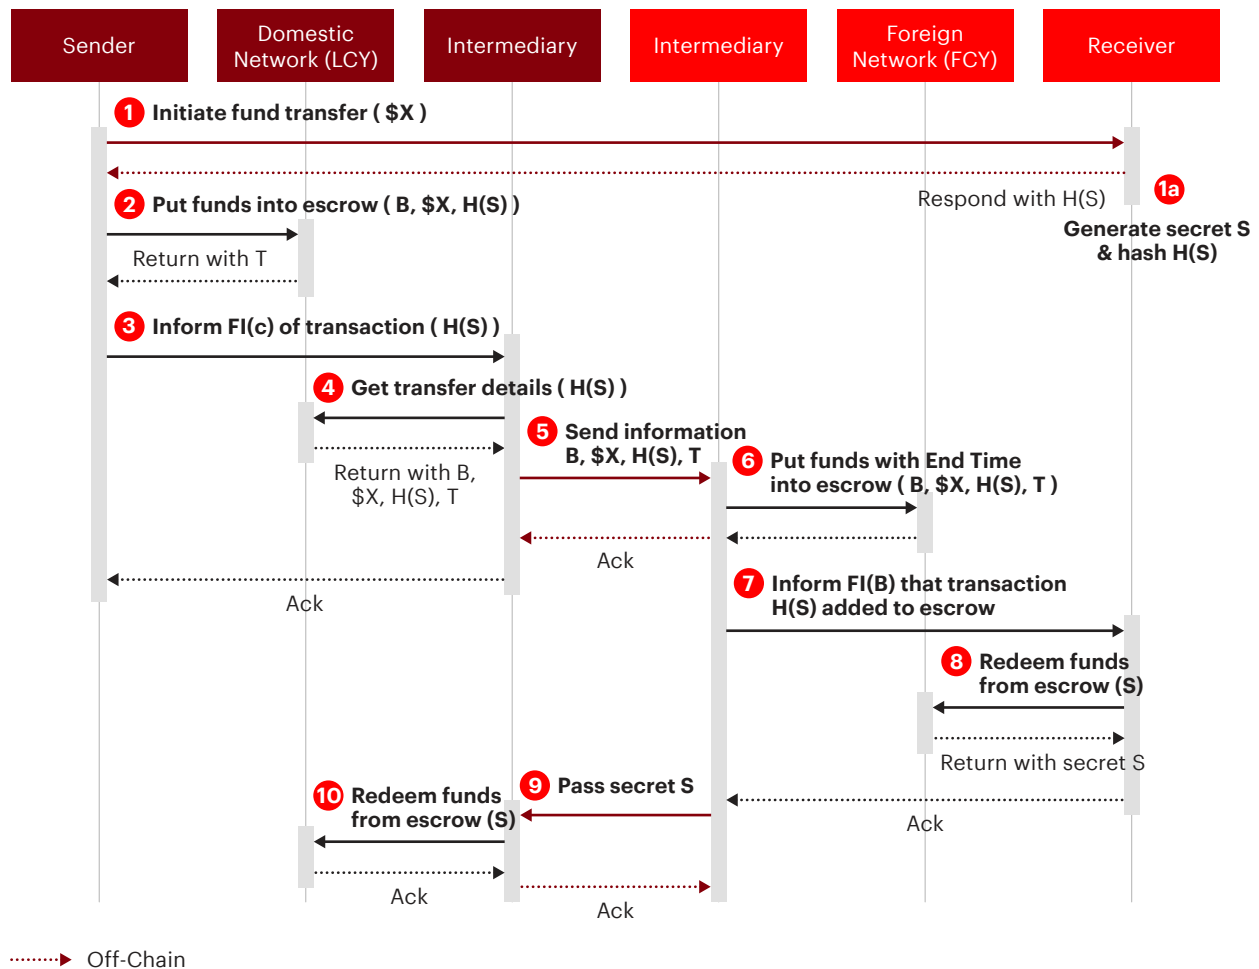 Sender
Domestic
Network (LCY)
Intermediary
Intermediary
Foreign
Network (FCY)
Receiver
1 Initiate fund transfer ( $X )
Respond with H(S)
1a
Generate secret S
& hash H(S)
2 Put funds into escrow ( B, $X, H(S) )
Return with T
3 Inform FI(c) of transaction ( H(S) )
4 Get transfer details ( H(S) )
Return with B,
$X, H(S), T
5 Send information
B, $X, H(S), T
6 Put funds with End Time
into escrow ( B, $X, H(S), T )
Ack
Ack
7 Inform FI(B) that transaction
H(S) added to escrow
8 Redeem funds
from escrow (S)
Return with secret S
Ack
9 Pass secret S
10 Redeem funds
from escrow (S)
Ack
Ack
Off-Chain